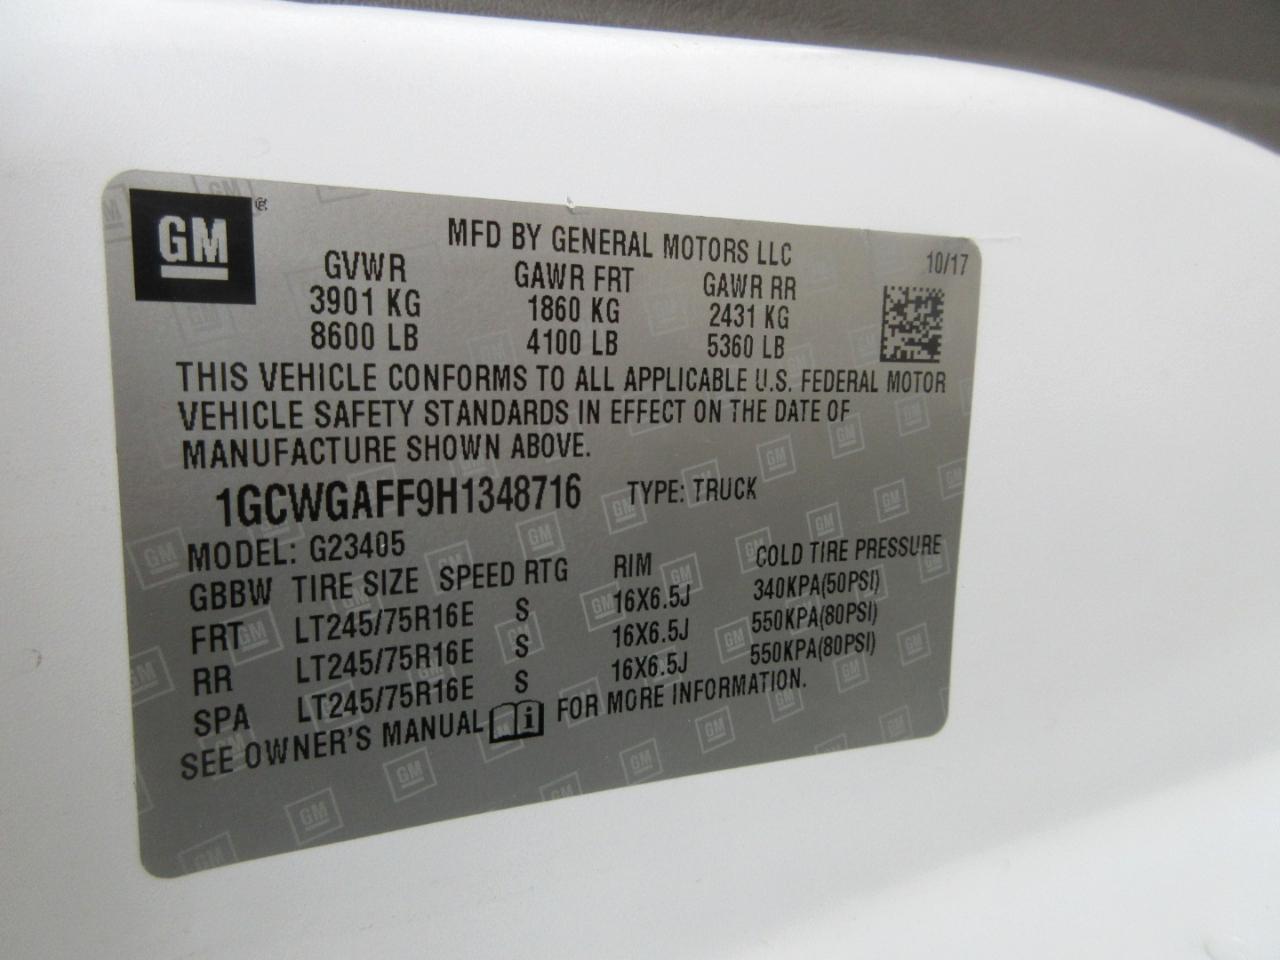 GM
MFD BY GENERAL MOTORS LLC 10/17
GVWR GAWR FRT GAWR RR
3901 KG 1860 KG 2431 KG
8600 LB 4100 LB 5360 LB
THIS VEHICLE CONFORMS TO ALL APPLICABLE U.S. FEDERAL MOTOR
VEHICLE SAFETY STANDARDS IN EFFECT ON THE DATE OF
MANUFACTURE SHOWN ABOVE.
1GCWGAFF9H1348716 TYPE: TRUCK
MODEL: G23405
GBBW TIRE SIZE SPEED RTG RIM COLD TIRE PRESSURE
FRT LT245/75R16E S 16X6.5J 340KPA(50PSI)
RR LT245/75R16E S 16X6.5J 550KPA(80PSI)
SPA LT245/75R16E S 16X6.5J 550KPA(80PSI)
SEE OWNER'S MANUAL FOR MORE INFORMATION.